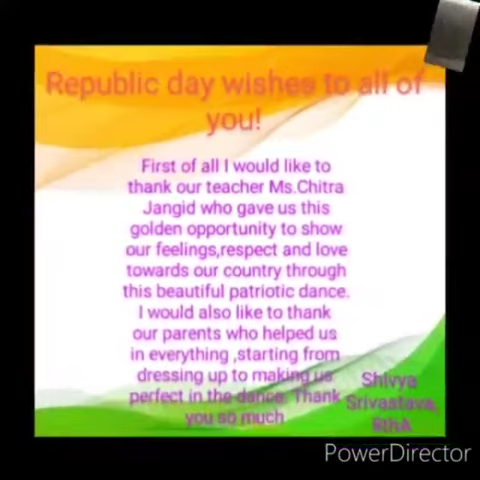 Republic day wishes to all of
you!
First of all I would like to
thank our teacher Ms.Chitra
Jangid who gave us this
golden opportunity to show
our feelings,respect and love
towards our country through
this beautiful patriotic dance.
I would also like to thank
our parents who helped us
in everything ,starting from
dressing up to making us
perfect in the dance. Thank
you so much
Shivya
Srivastava,
6thA
PowerDirector